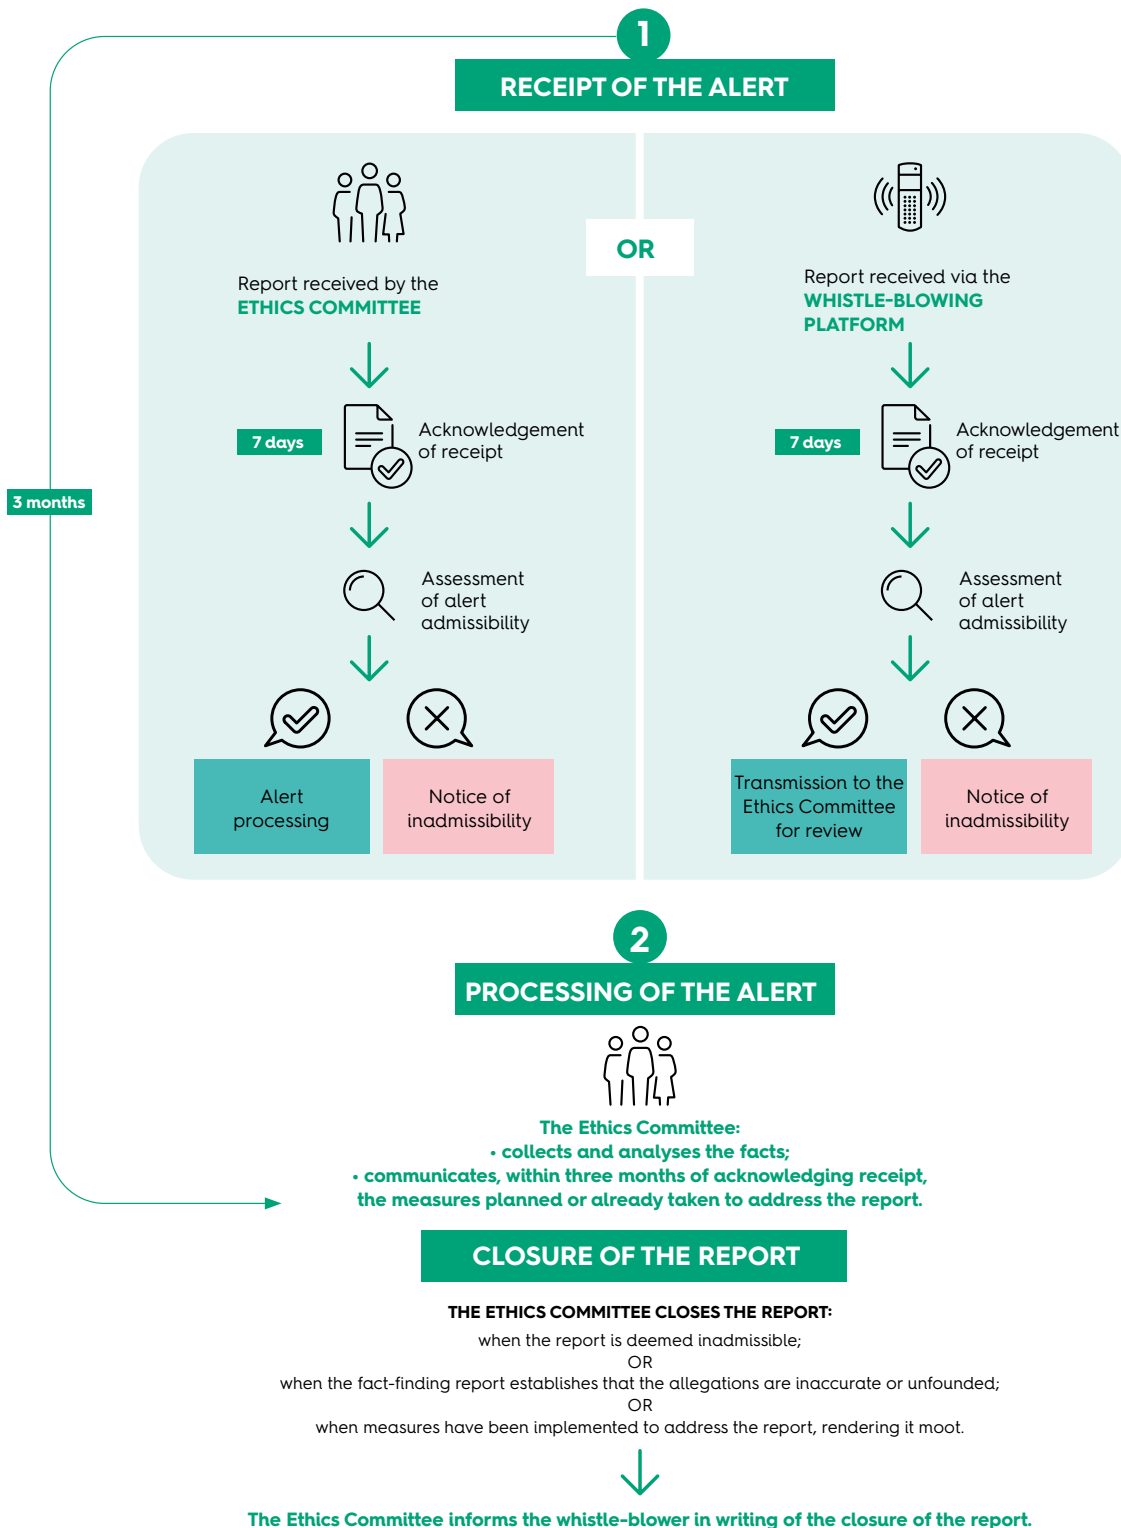 1
RECEIPT OF THE ALERT
OR
Report received by the
ETHICS COMMITTEE
7 days
Acknowledgement
of receipt
Assessment
of alert
admissibility
Alert
processing
Notice of
inadmissibility
Report received via the
WHISTLE-BLOWING
PLATFORM
7 days
Acknowledgement
of receipt
Assessment
of alert
admissibility
Transmission to the
Ethics Committee
for review
Notice of
inadmissibility
3 months
2
PROCESSING OF THE ALERT
The Ethics Committee:
• collects and analyses the facts;
• communicates, within three months of acknowledging receipt,
the measures planned or already taken to address the report.
CLOSURE OF THE REPORT
THE ETHICS COMMITTEE CLOSES THE REPORT:
when the report is deemed inadmissible;
OR
when the fact-finding report establishes that the allegations are inaccurate or unfounded;
OR
when measures have been implemented to address the report, rendering it moot.
The Ethics Committee informs the whistle-blower in writing of the closure of the report.